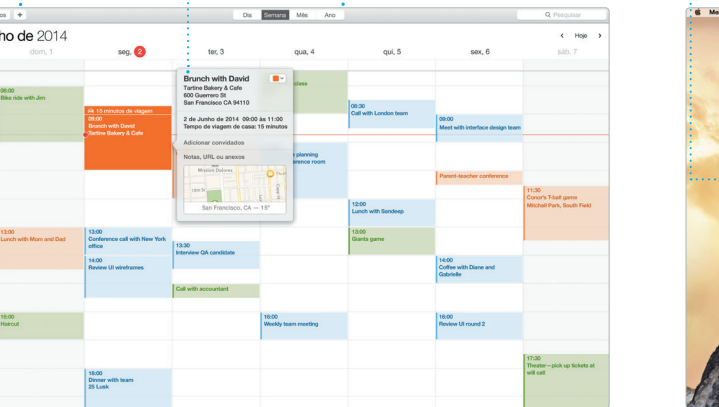 os +
Dia Semana Mês Ano
Pesquisar
ho de 2014
Hoje
dom, 1 seg, 2 ter, 3 qua, 4 qui, 5 sex, 6 sáb, 7
08:00
Bike ride with Jim
13:00
Lunch with Mom and Dad
16:00
Haircut
15 minutos de viagem
09:00
Brunch with David
Tartine Bakery & Cafe
13:00
Conference call with New York
office
14:00
Review UI wireframes
18:00
Dinner with team
25 Lusk
Brunch with David
Tartine Bakery & Cafe
600 Guerrero St
San Francisco CA 94110
2 de Junho de 2014 09:00 às 11:00
Tempo de viagem de casa: 15 minutos
Adicionar convidados
Notas, URL ou anexos
Mission Dolores
San Francisco, CA — 15°
13:30
Interview QA candidate
Call with accountant
class
planning
rence room
16:00
Weekly team meeting
08:30
Call with London team
12:00
Lunch with Sandeep
13:00
Giants game
09:00
Meet with interface design team
Parent-teacher conference
14:00
Coffee with Diane and
Gabrielle
16:00
Review UI round 2
11:30
Conor's T-ball game
Mitchell Park, South Field
17:30
Theater—pick up tickets at
will call